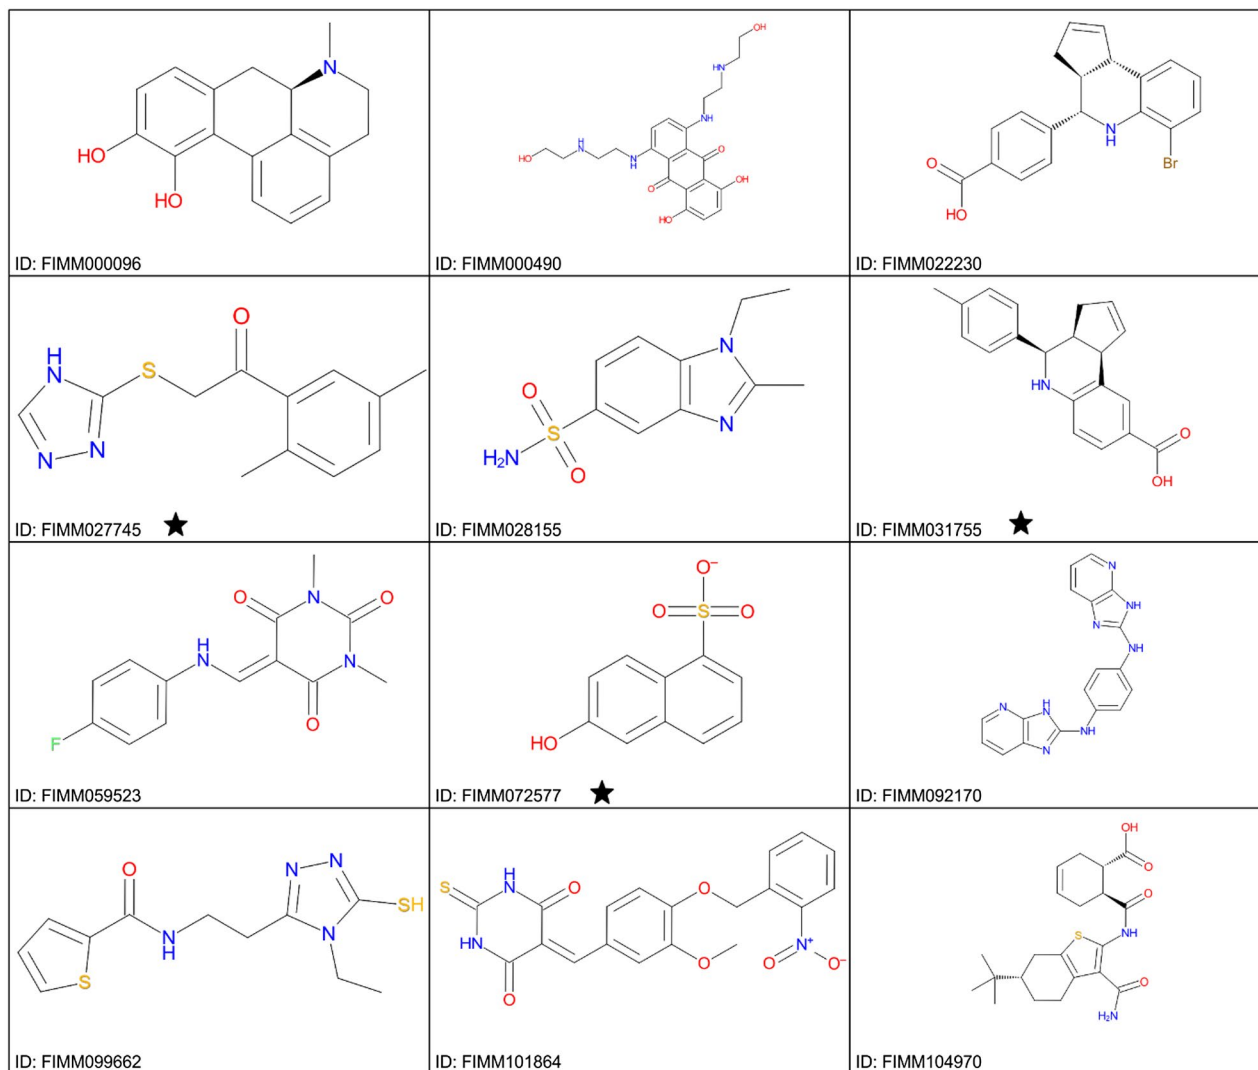 N
HO
HO
ID: FIMM000096
OH
HN
NH
H
N
HO
N
H
O
O
OH
HO
ID: FIMM000490
N
H
Br
O
HO
ID: FIMM022230
O
H
N
S
N
N
ID: FIMM027745
N
N
O
S
O
H₂N
ID: FIMM028155
HN
O
OH
ID: FIMM031755
O
N
O
H
N
N
O
F
ID: FIMM059523
O⁻
O
S
O
HO
ID: FIMM072577
N
NH
N
NH
N
H
N
N
NH
ID: FIMM092170
O
N
N
SH
N
H
N
S
ID: FIMM099662
S
H
N
O
HN
O
O
O
N⁺
O
O⁻
ID: FIMM101864
OH
O
O
NH
S
O
H₂N
ID: FIMM104970